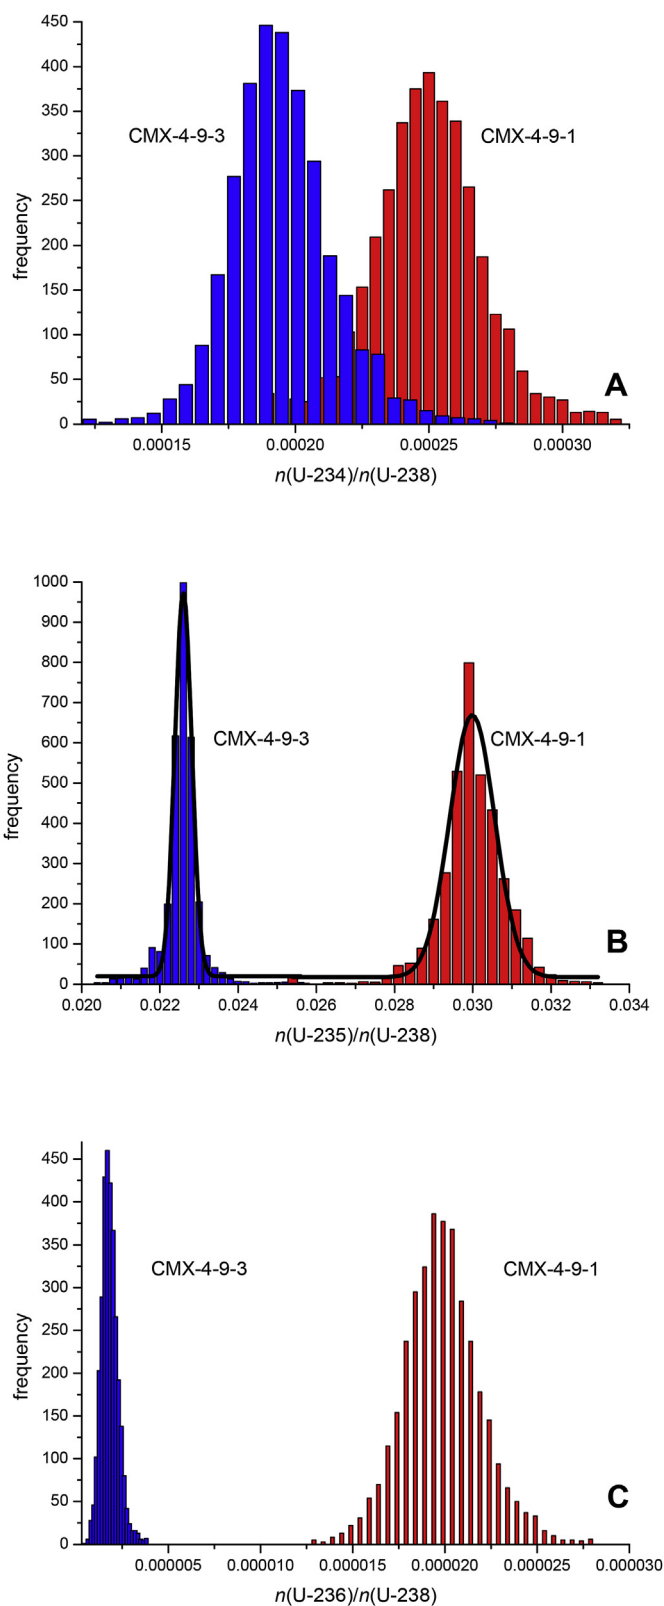 450
400
350
300
250
200
150
100
50
0
frequency
CMX-4-9-3
CMX-4-9-1
A
0.00015 0.00020 0.00025 0.00030
n(U-234)/n(U-238)
1000
900
800
700
600
500
400
300
200
100
0
frequency
CMX-4-9-3
CMX-4-9-1
B
0.020 0.022 0.024 0.026 0.028 0.030 0.032 0.034
n(U-235)/n(U-238)
450
400
350
300
250
200
150
100
50
0
frequency
CMX-4-9-3
CMX-4-9-1
C
0.000005 0.000010 0.000015 0.000020 0.000025 0.000030
n(U-236)/n(U-238)